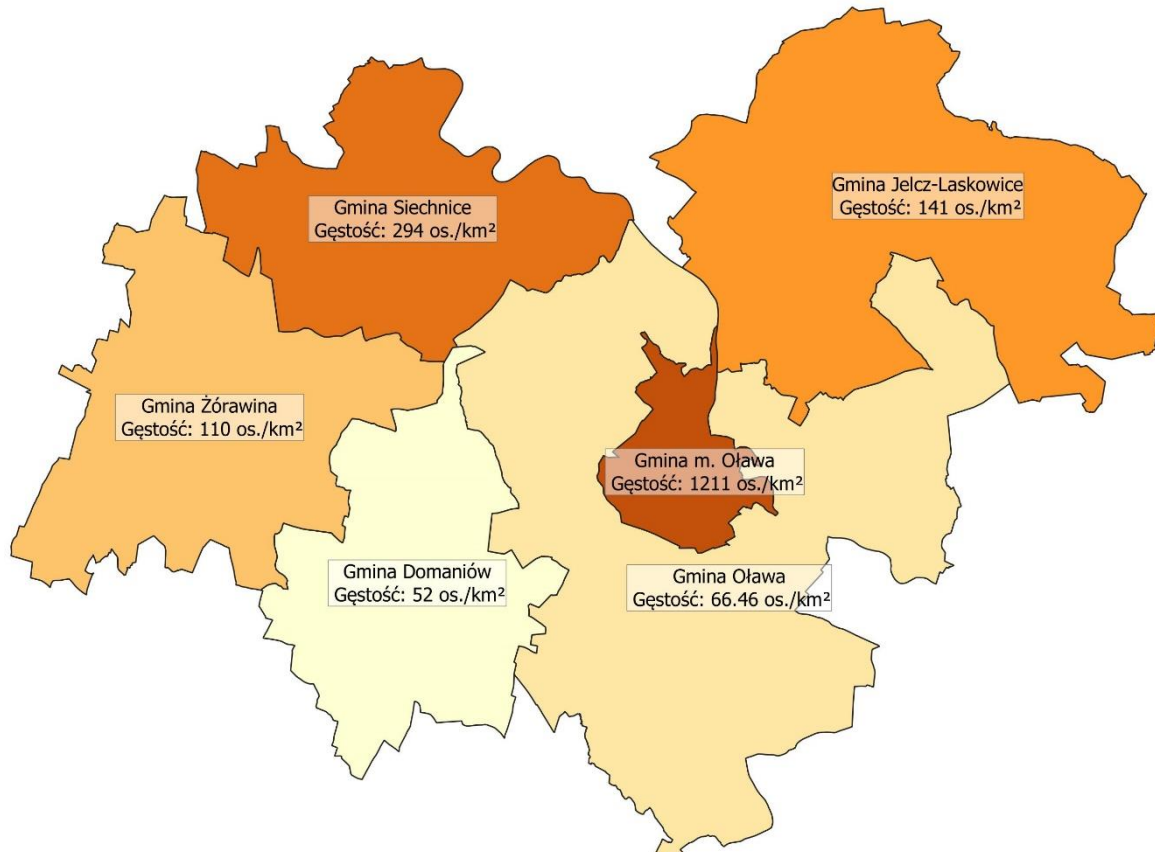 Gmina Jelcz-Laskowice
Gęstość: 141 os./km²
Gmina Siechnice
Gęstość: 294 os./km²
Gmina Żórawina
Gęstość: 110 os./km²
Gmina m. Oława
Gęstość: 1211 os./km²
Gmina Domaniów
Gęstość: 52 os./km²
Gmina Oława
Gęstość: 66.46 os./km²